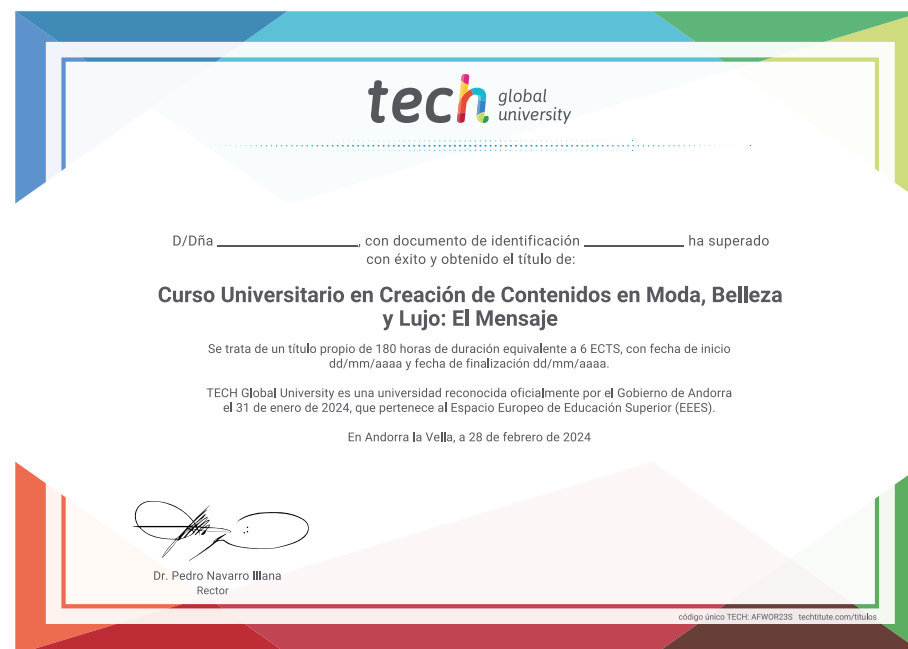 tech global university
D/Dña ____________________, con documento de identificación ______________ ha superado
con éxito y obtenido el título de:
Curso Universitario en Creación de Contenidos en Moda, Belleza
y Lujo: El Mensaje
Se trata de un título propio de 180 horas de duración equivalente a 6 ECTS, con fecha de inicio
dd/mm/aaaa y fecha de finalización dd/mm/aaaa.
TECH Global University es una universidad reconocida oficialmente por el Gobierno de Andorra
el 31 de enero de 2024, que pertenece al Espacio Europeo de Educación Superior (EEES).
En Andorra la Vella, a 28 de febrero de 2024
Dr. Pedro Navarro Illana
Rector
código único TECH: AFWOR23S techtitute.com/titulos